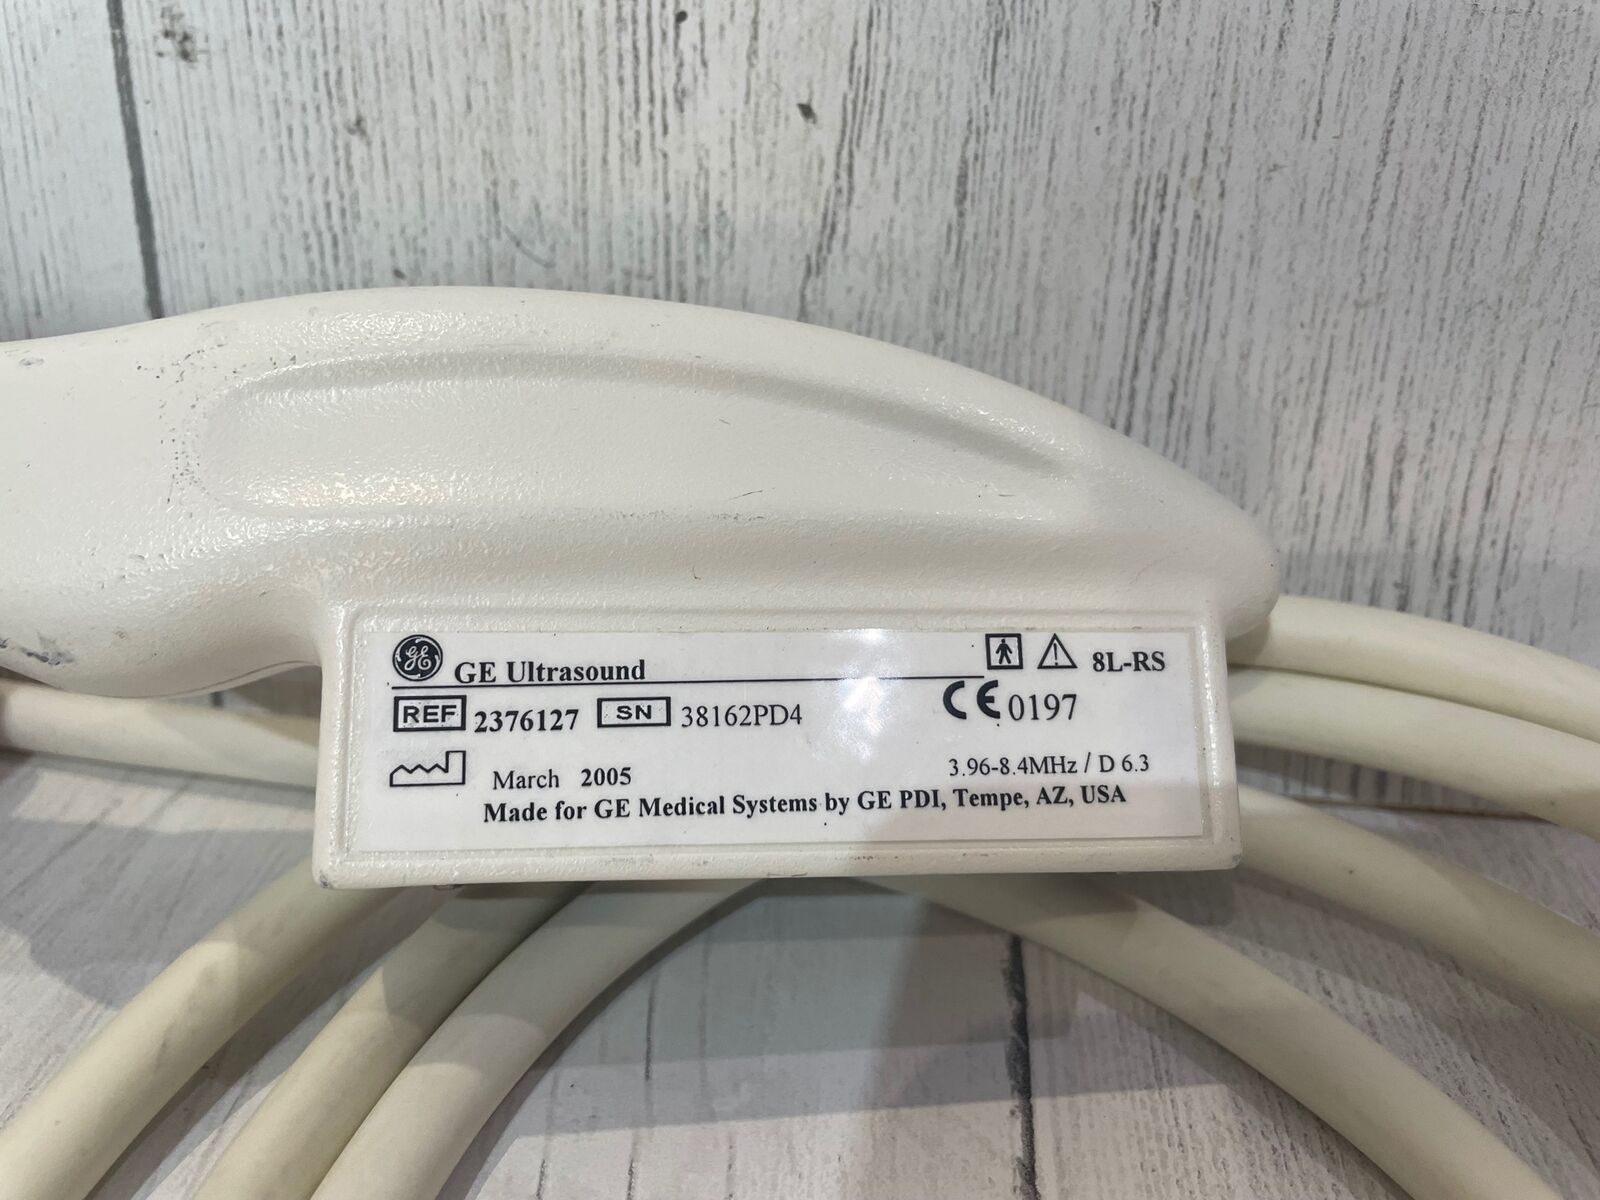 GE GE Ultrasound 8L-RS
REF 2376127 SN 38162PD4 CE 0197
March 2005 3.96-8.4MHz / D 6.3
Made for GE Medical Systems by GE PDI, Tempe, AZ, USA